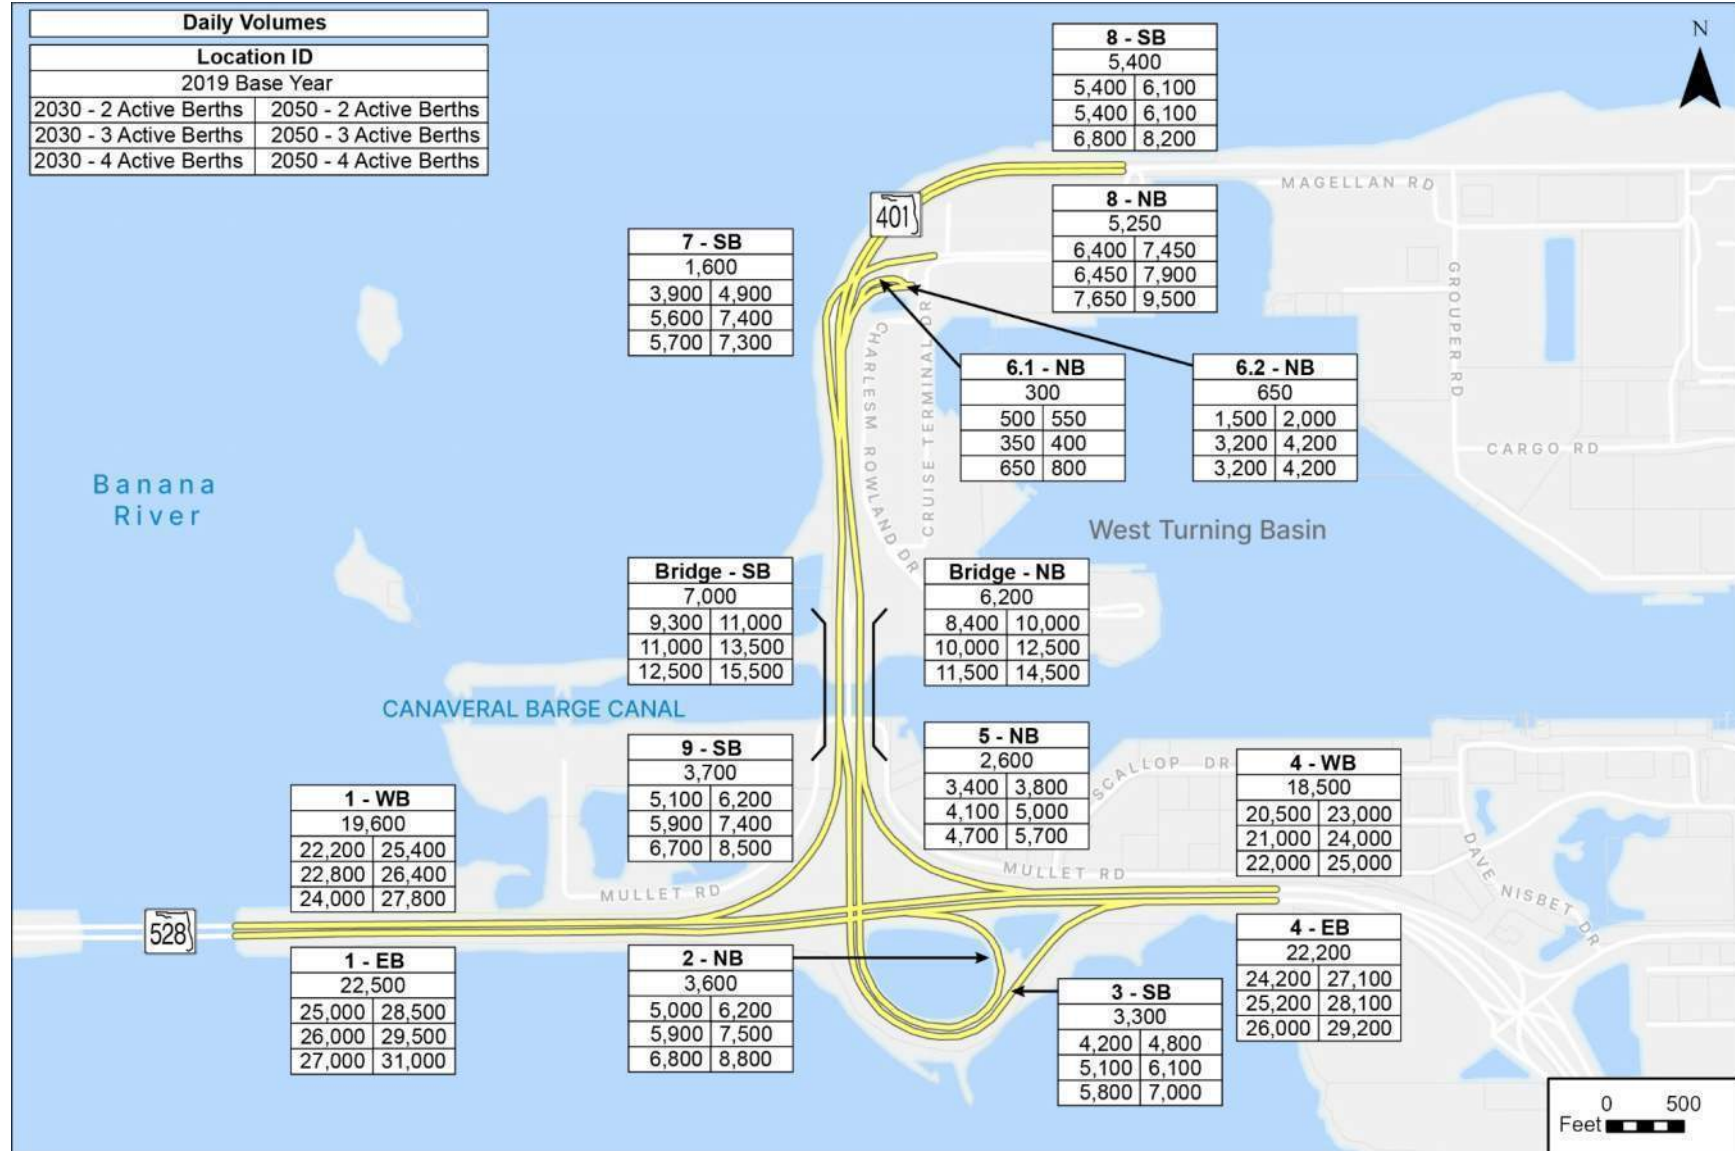 Daily Volumes
Location ID
2019 Base Year
2030 - 2 Active Berths 2050 - 2 Active Berths
2030 - 3 Active Berths 2050 - 3 Active Berths
2030 - 4 Active Berths 2050 - 4 Active Berths
8 - SB
5,400
5,400 6,100
5,400 6,100
6,800 8,200
N
MAGELLAN RD
401
8 - NB
5,250
6,400 7,450
6,450 7,900
7,650 9,500
7 - SB
1,600
3,900 4,900
5,600 7,400
5,700 7,300
GROUPER RD
CHARLESM ROWLAND DR
CRUISE TERMINAL DR
6.1 - NB
300
500 550
350 400
650 800
6.2 - NB
650
1,500 2,000
3,200 4,200
3,200 4,200
CARGO RD
Banana
River
West Turning Basin
Bridge - SB
7,000
9,300 11,000
11,000 13,500
12,500 15,500
Bridge - NB
6,200
8,400 10,000
10,000 12,500
11,500 14,500
CANAVERAL BARGE CANAL
9 - SB
3,700
5,100 6,200
5,900 7,400
6,700 8,500
5 - NB
2,600
3,400 3,800
4,100 5,000
4,700 5,700
SCALLOP DR
4 - WB
18,500
20,500 23,000
21,000 24,000
22,000 25,000
1 - WB
19,600
22,200 25,400
22,800 26,400
24,000 27,800
MULLET RD
MULLET RD
DAVE NISBET DR
528
1 - EB
22,500
25,000 28,500
26,000 29,500
27,000 31,000
2 - NB
3,600
5,000 6,200
5,900 7,500
6,800 8,800
3 - SB
3,300
4,200 4,800
5,100 6,100
5,800 7,000
4 - EB
22,200
24,200 27,100
25,200 28,100
26,000 29,200
0 500
Feet